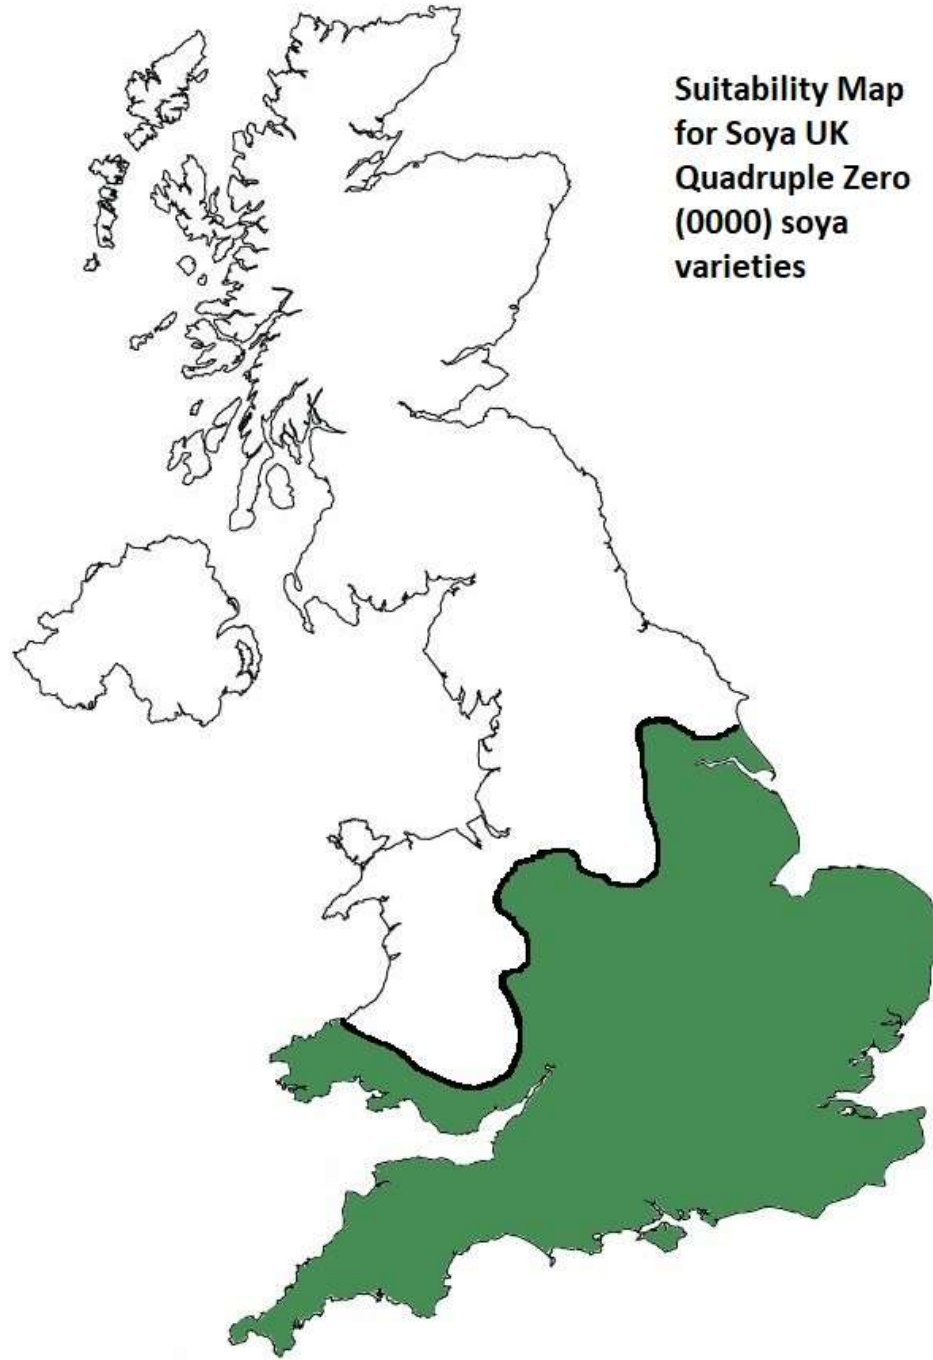 Suitability Map
for Soya UK
Quadruple Zero
(0000) soya
varieties